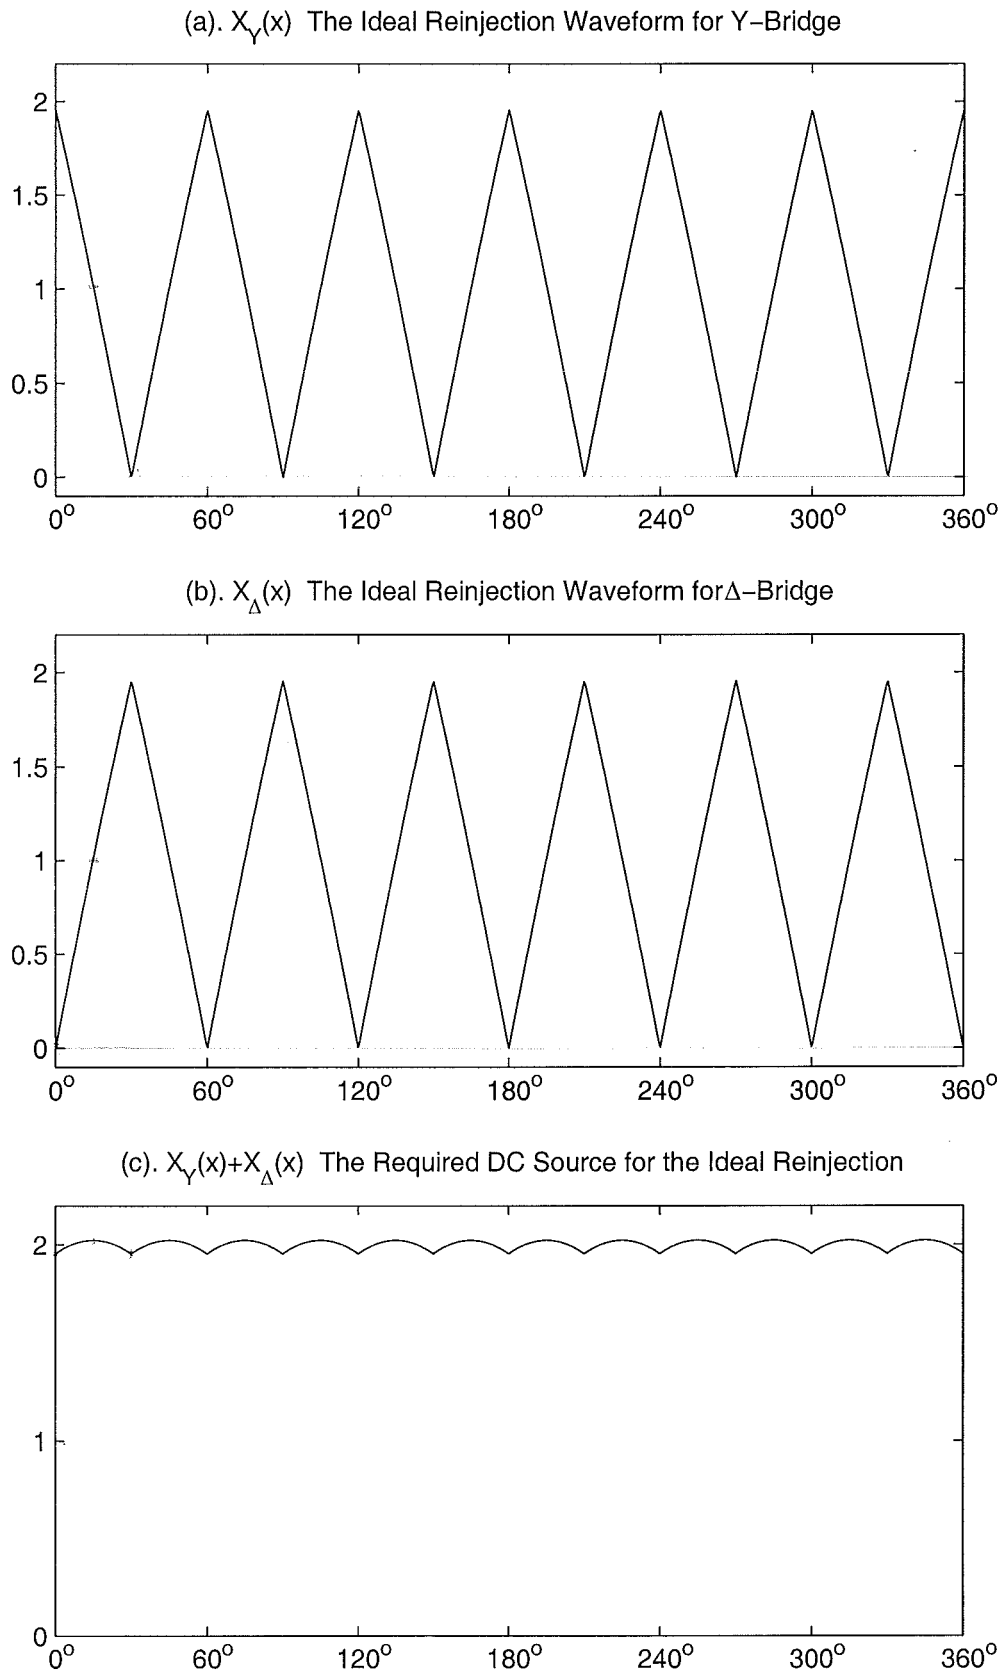 (a). X_Y(x) The Ideal Reinjection Waveform for Y−Bridge
2
1.5
1
0.5
0
0° 60° 120° 180° 240° 300° 360°
(b). X_Δ(x) The Ideal Reinjection Waveform forΔ−Bridge
2
1.5
1
0.5
0
0° 60° 120° 180° 240° 300° 360°
(c). X_Y(x)+X_Δ(x) The Required DC Source for the Ideal Reinjection
2
1
0
0° 60° 120° 180° 240° 300° 360°